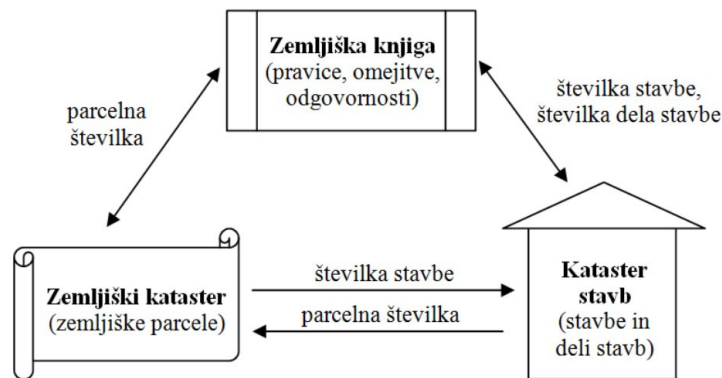 Zemljiška knjiga
(pravice, omejitve,
odgovornosti)
parcelna
številka
številka stavbe,
številka dela stavbe
Zemljiški kataster
(zemljiške parcele)
številka stavbe
parcelna številka
Kataster
stavb
(stavbe in
deli stavb)